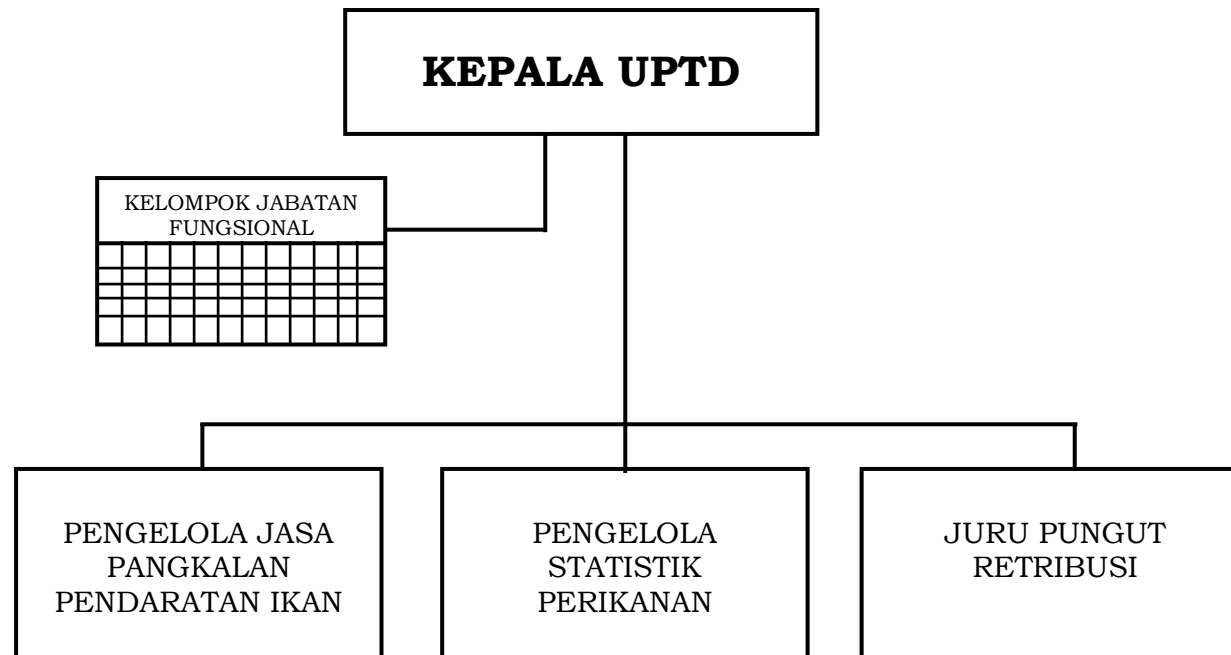 KEPALA UPTD
KELOMPOK JABATAN
FUNGSIONAL
PENGELOLA JASA
PANGKALAN
PENDARATAN IKAN
PENGELOLA
STATISTIK
PERIKANAN
JURU PUNGUT
RETRIBUSI